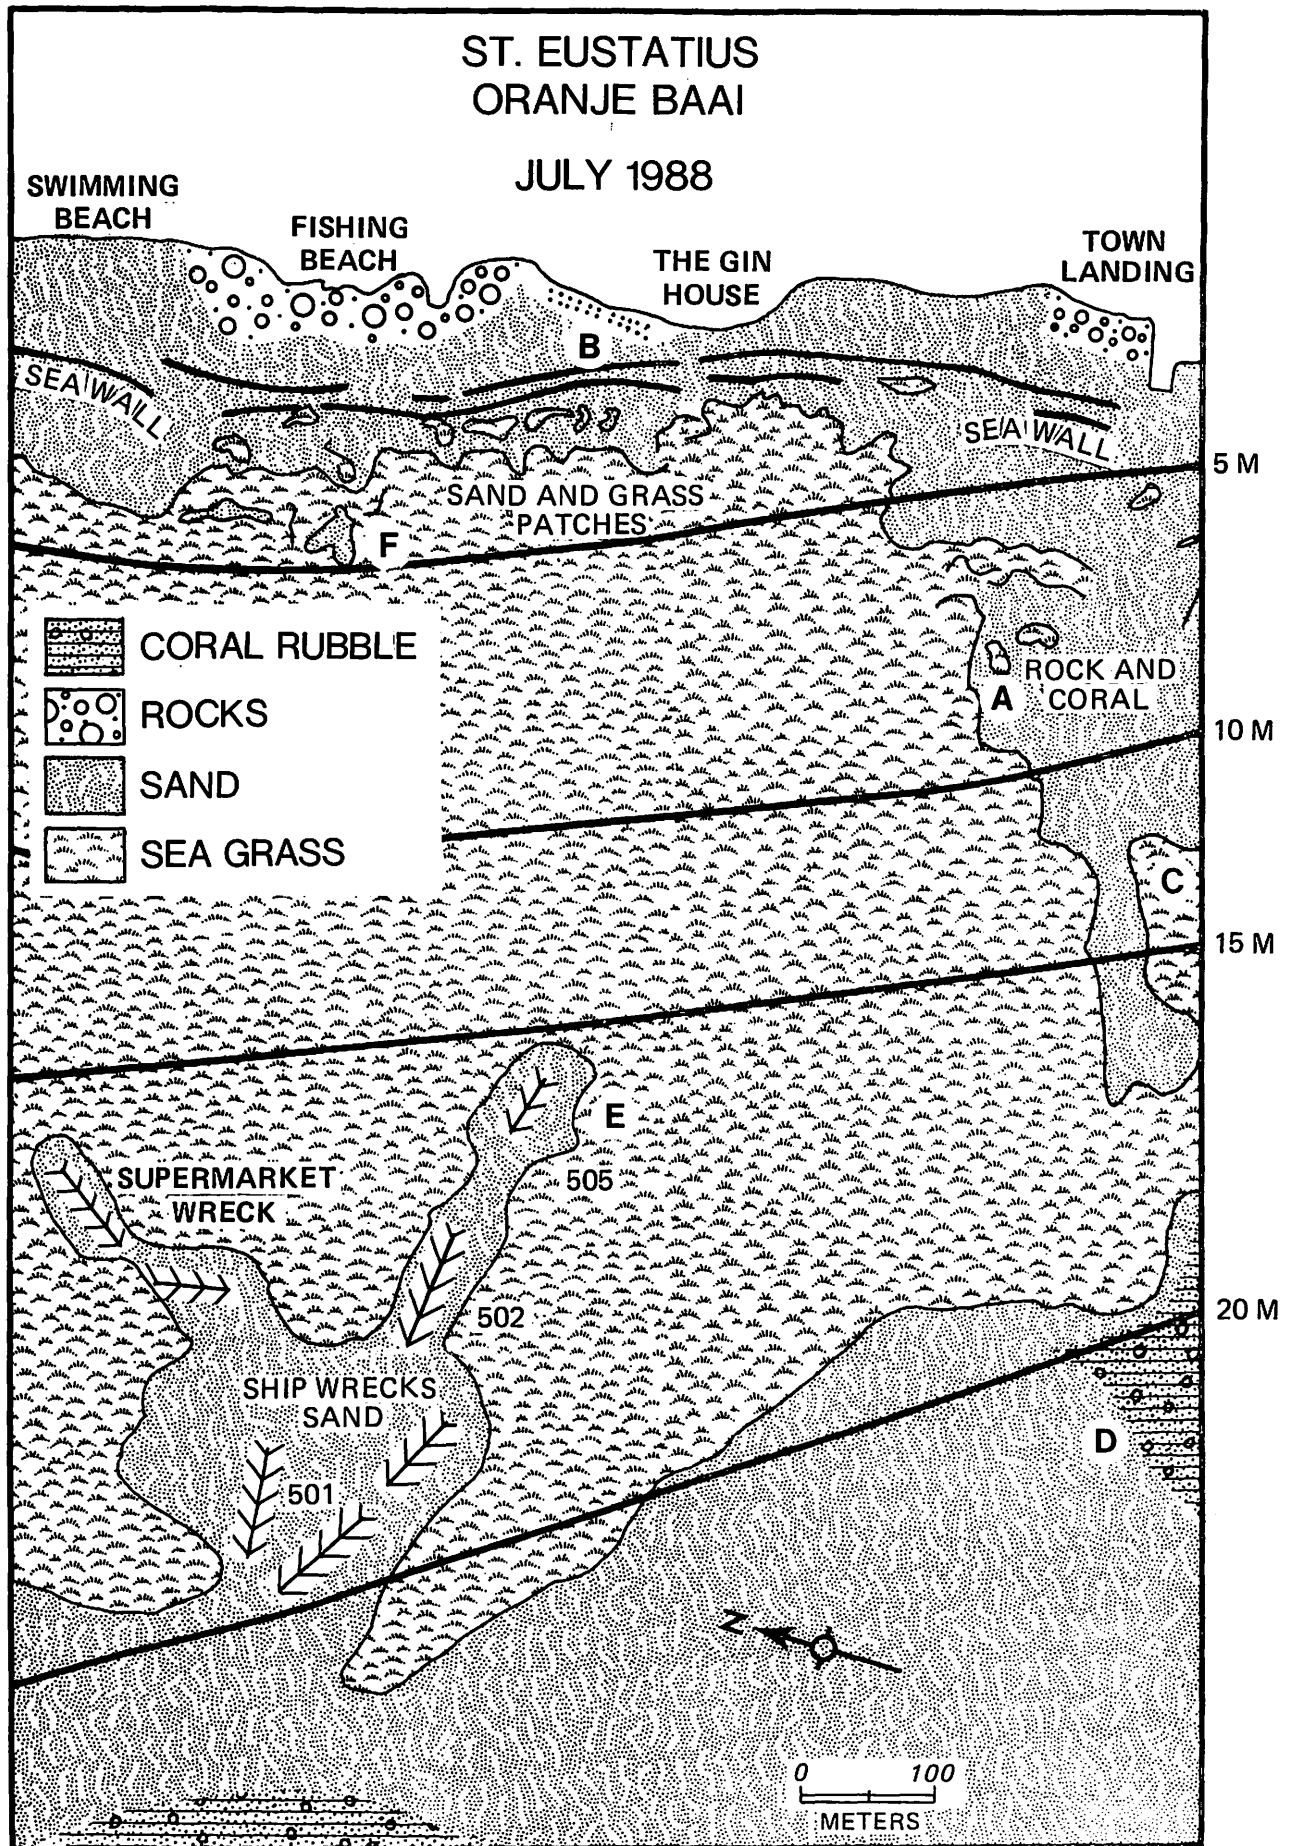 ST. EUSTATIUS
ORANJE BAAI
JULY 1988
SWIMMING
BEACH
FISHING
BEACH
THE GIN
HOUSE
TOWN
LANDING
B
SEA WALL
SEA WALL
5 M
SAND AND GRASS
PATCHES
F
CORAL RUBBLE
ROCKS
SAND
SEA GRASS
ROCK AND
CORAL
A
10 M
C
15 M
E
505
SUPERMARKET
WRECK
502
20 M
SHIP WRECKS
SAND
D
501
N
0 100
METERS